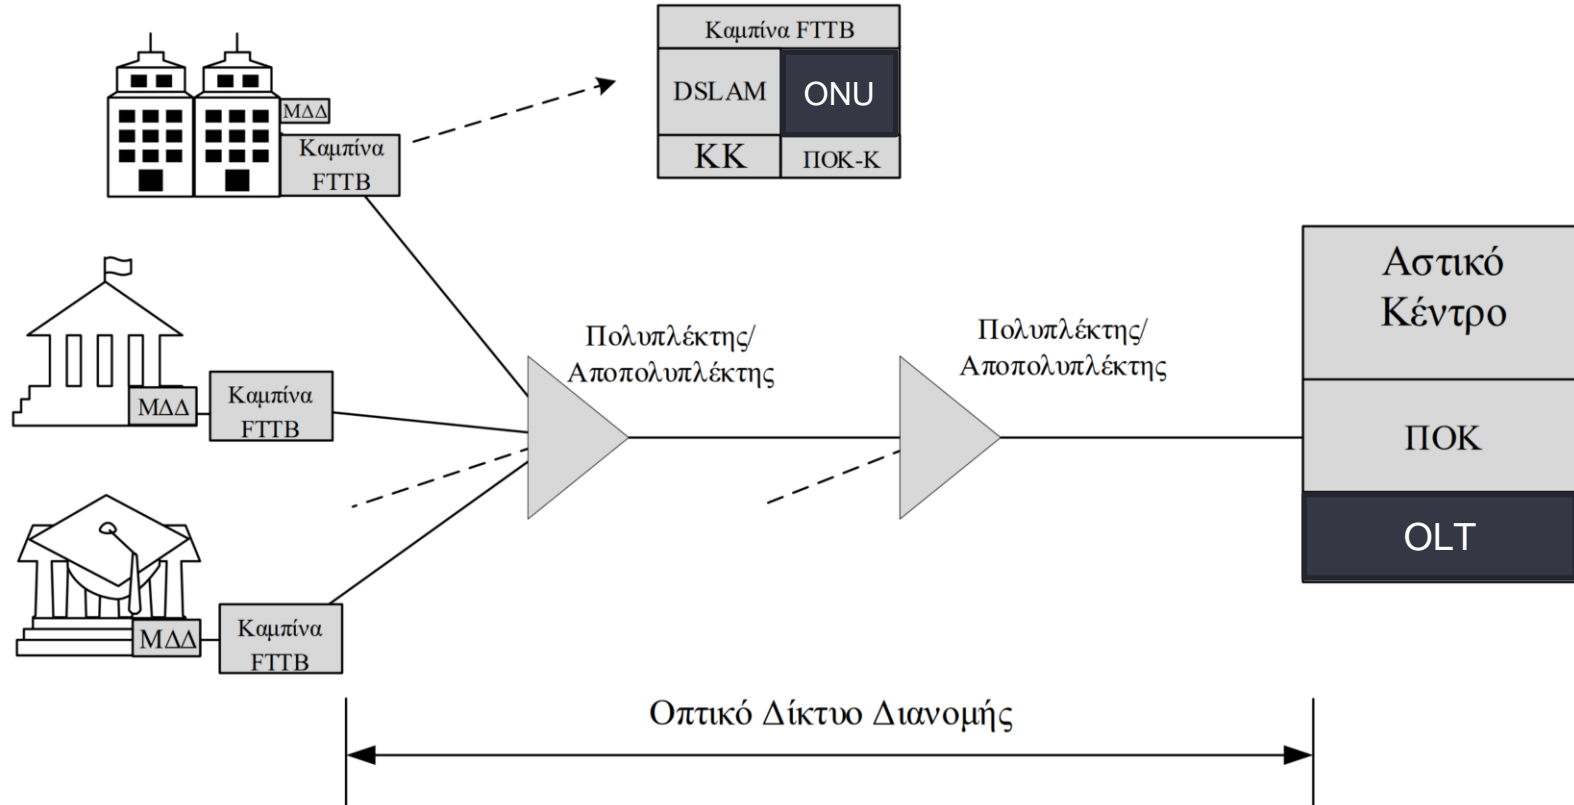 Καμπίνα FTTB
DSLAM
ONU
ΚΚ
ΠΟΚ-Κ
ΜΔΔ
Καμπίνα
FTTB
Αστικό
Κέντρο
Πολυπλέκτης/
Αποπολυπλέκτης
Πολυπλέκτης/
Αποπολυπλέκτης
ΜΔΔ
Καμπίνα
FTTB
ΠΟΚ
OLT
ΜΔΔ
Καμπίνα
FTTB
Οπτικό Δίκτυο Διανομής